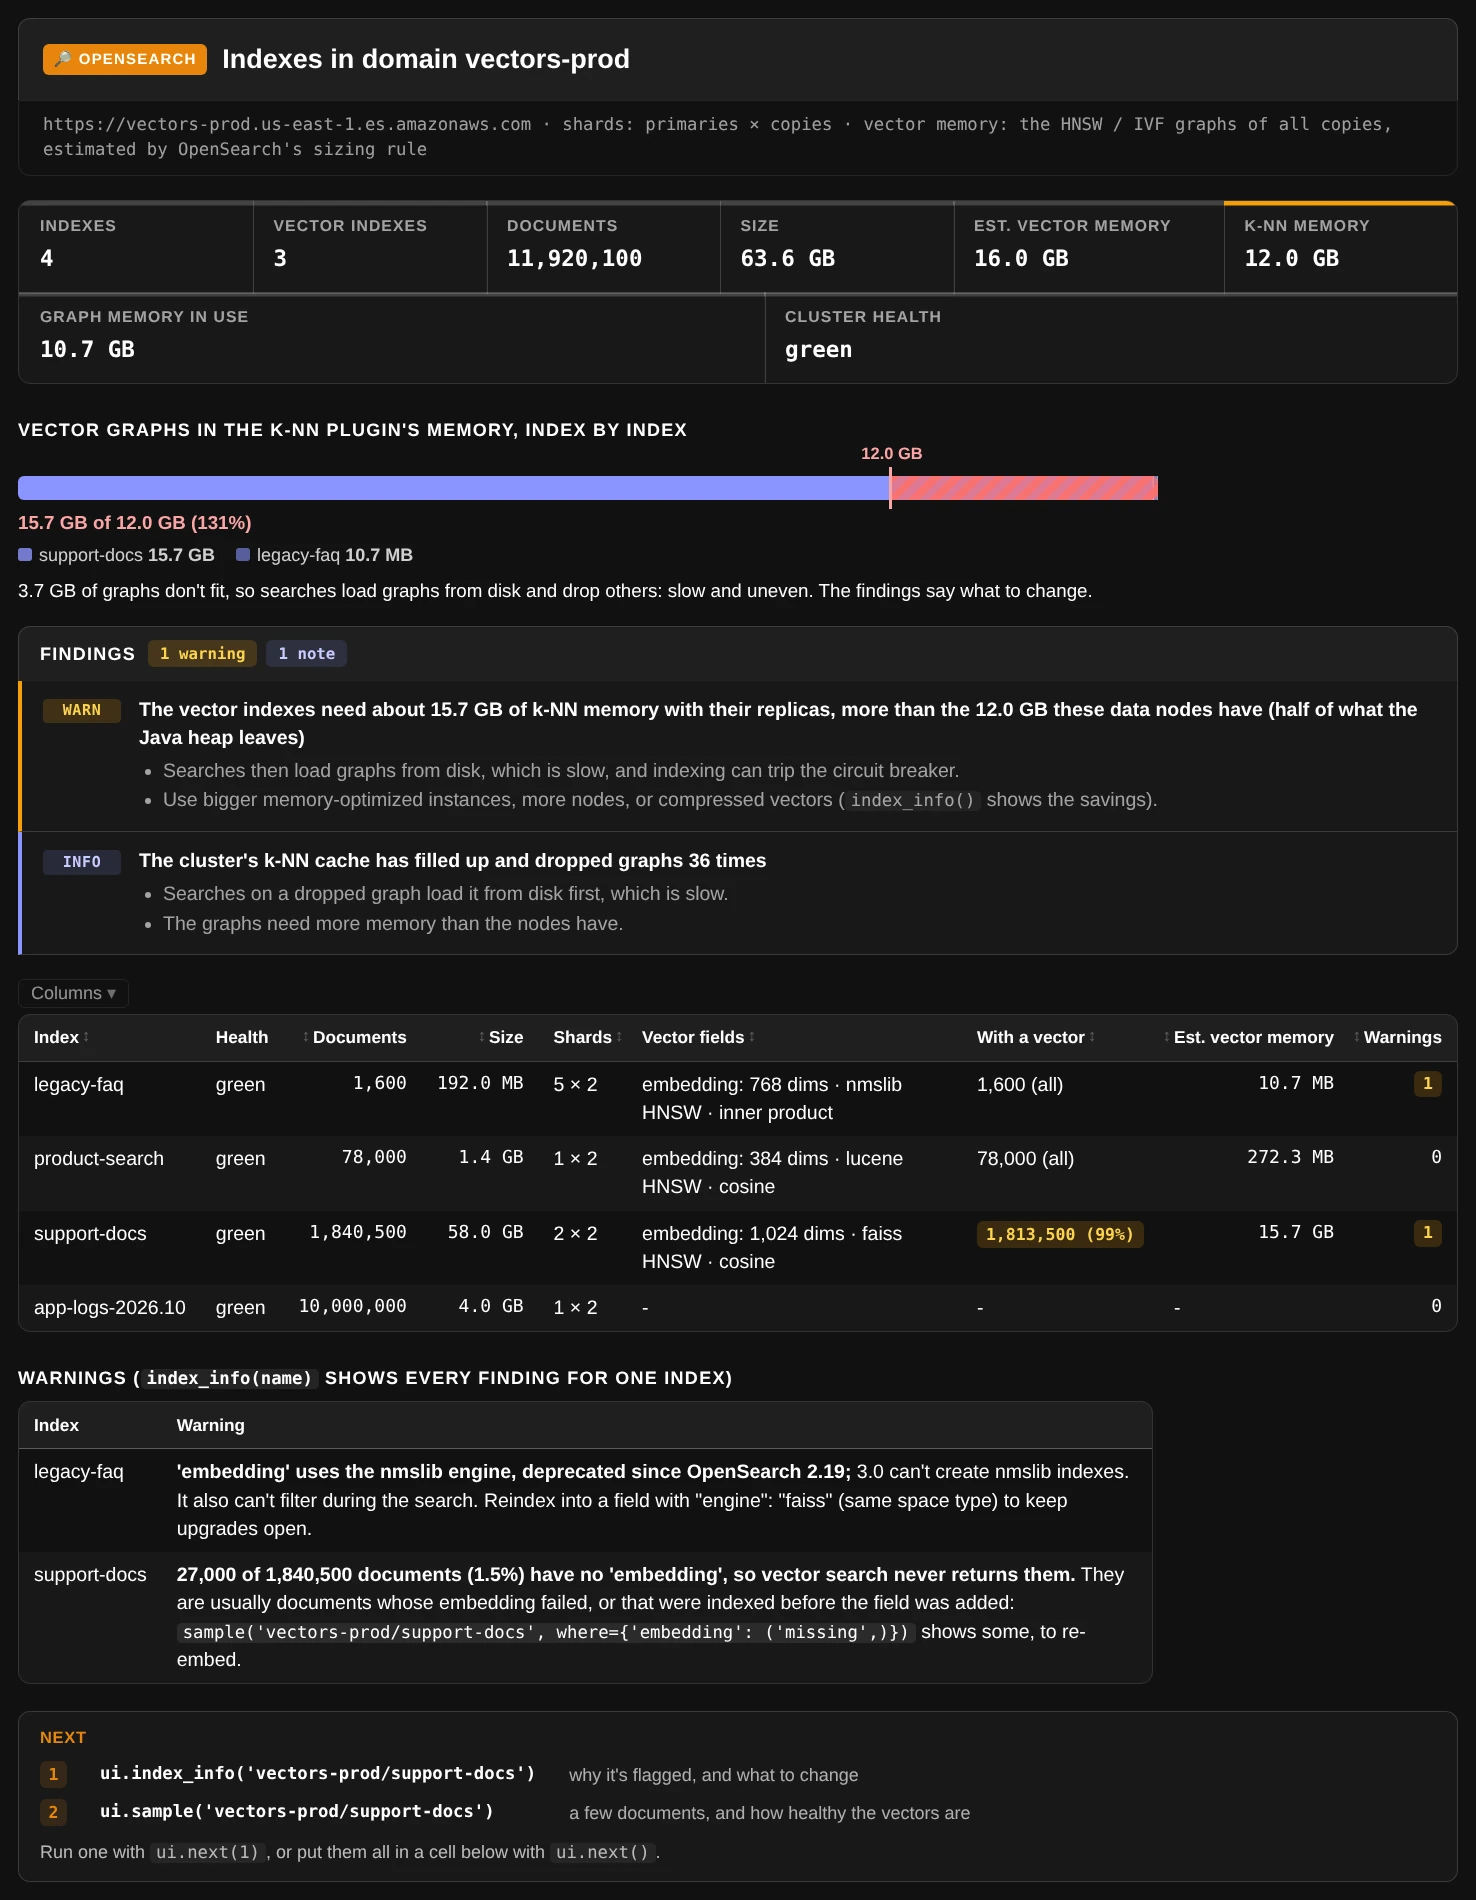 🔎 OPENSEARCH Indexes in domain vectors-prod
https://vectors-prod.us-east-1.es.amazonaws.com · shards: primaries × copies · vector memory: the HNSW / IVF graphs of all copies,
estimated by OpenSearch's sizing rule
INDEXES
4
VECTOR INDEXES
3
DOCUMENTS
11,920,100
SIZE
63.6 GB
EST. VECTOR MEMORY
16.0 GB
K-NN MEMORY
12.0 GB
GRAPH MEMORY IN USE
10.7 GB
CLUSTER HEALTH
green
VECTOR GRAPHS IN THE K-NN PLUGIN'S MEMORY, INDEX BY INDEX
12.0 GB
15.7 GB of 12.0 GB (131%)
support-docs 15.7 GB legacy-faq 10.7 MB
3.7 GB of graphs don't fit, so searches load graphs from disk and drop others: slow and uneven. The findings say what to change.
FINDINGS 1 warning 1 note
WARN The vector indexes need about 15.7 GB of k-NN memory with their replicas, more than the 12.0 GB these data nodes have (half of what the
Java heap leaves)
• Searches then load graphs from disk, which is slow, and indexing can trip the circuit breaker.
• Use bigger memory-optimized instances, more nodes, or compressed vectors (index_info() shows the savings).
INFO The cluster's k-NN cache has filled up and dropped graphs 36 times
• Searches on a dropped graph load it from disk first, which is slow.
• The graphs need more memory than the nodes have.
Columns ▾
Index↕ Health ↕Documents ↕Size Shards↕ Vector fields↕ With a vector↕ ↕Est. vector memory ↕Warnings
legacy-faq green 1,600 192.0 MB 5 × 2 embedding: 768 dims · nmslib 1,600 (all) 10.7 MB 1
HNSW · inner product
product-search green 78,000 1.4 GB 1 × 2 embedding: 384 dims · lucene 78,000 (all) 272.3 MB 0
HNSW · cosine
support-docs green 1,840,500 58.0 GB 2 × 2 embedding: 1,024 dims · faiss 1,813,500 (99%) 15.7 GB 1
HNSW · cosine
app-logs-2026.10 green 10,000,000 4.0 GB 1 × 2 - - - 0
WARNINGS (index_info(name) SHOWS EVERY FINDING FOR ONE INDEX)
Index Warning
legacy-faq 'embedding' uses the nmslib engine, deprecated since OpenSearch 2.19; 3.0 can't create nmslib indexes.
It also can't filter during the search. Reindex into a field with "engine": "faiss" (same space type) to keep
upgrades open.
support-docs 27,000 of 1,840,500 documents (1.5%) have no 'embedding', so vector search never returns them. They
are usually documents whose embedding failed, or that were indexed before the field was added:
sample('vectors-prod/support-docs', where={'embedding': ('missing',)}) shows some, to re-
embed.
NEXT
1 ui.index_info('vectors-prod/support-docs') why it's flagged, and what to change
2 ui.sample('vectors-prod/support-docs') a few documents, and how healthy the vectors are
Run one with ui.next(1), or put them all in a cell below with ui.next().